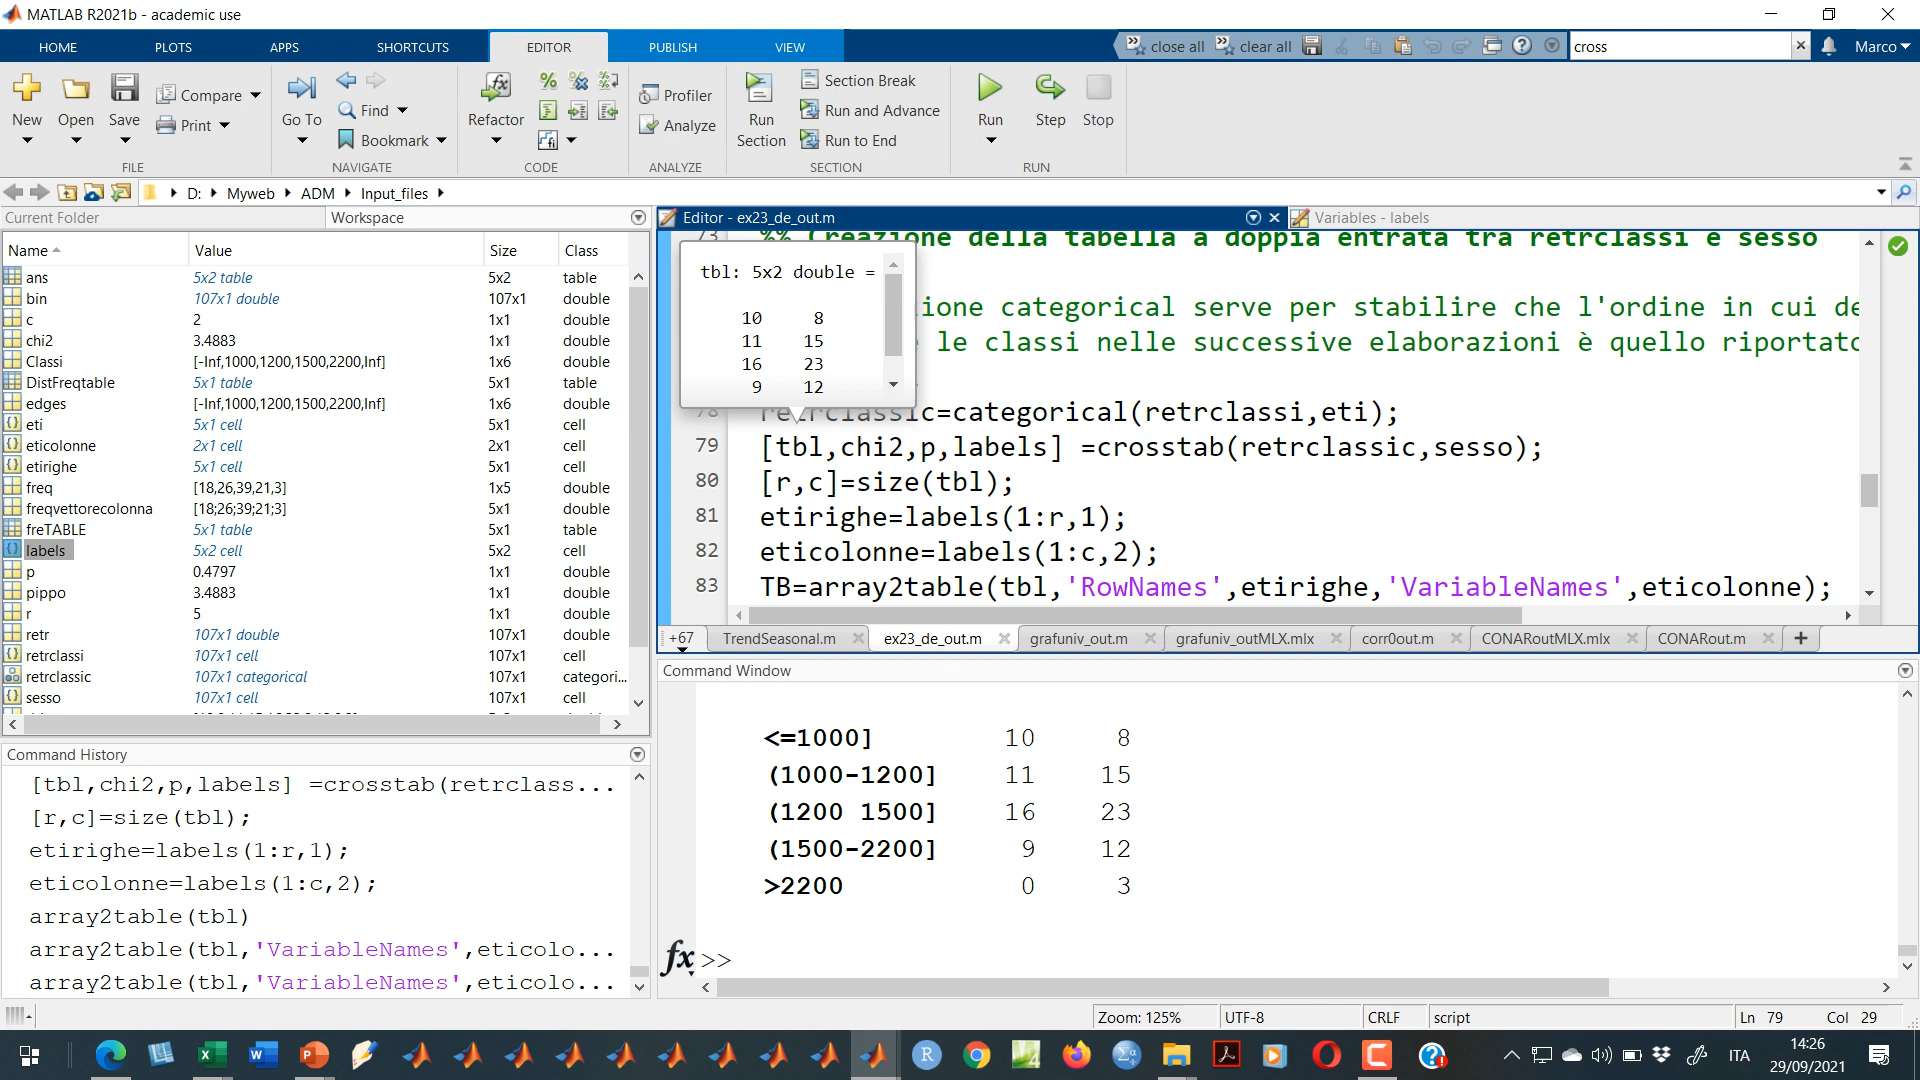 MATLAB R2021b - academic use
HOME PLOTS APPS SHORTCUTS EDITOR PUBLISH VIEW close all clear all cross Marco
New Open Save Compare Print
FILE
Go To Find Bookmark
NAVIGATE
Refactor
CODE
Profiler
Analyze
ANALYZE
Run Section
Section Break
Run and Advance
Run to End
SECTION
Run Step Stop
RUN
D: Myweb ADM Input_files
Current Folder Workspace
Name Value Size Class
ans 5x2 table 5x2 table
bin 107x1 double 107x1 double
c 2 1x1 double
chi2 3.4883 1x1 double
Classi [-Inf,1000,1200,1500,2200,Inf] 1x6 double
DistFreqtable 5x1 table 5x1 table
edges [-Inf,1000,1200,1500,2200,Inf] 1x6 double
eti 5x1 cell 5x1 cell
eticolonne 2x1 cell 2x1 cell
etirighe 5x1 cell 5x1 cell
freq [18,26,39,21,3] 1x5 double
freqvettorecolonna [18;26;39;21;3] 5x1 double
freTABLE 5x1 table 5x1 table
labels 5x2 cell 5x2 cell
p 0.4797 1x1 double
pippo 3.4883 1x1 double
r 5 1x1 double
retr 107x1 double 107x1 double
retrclassi 107x1 cell 107x1 cell
retrclassic 107x1 categorical 107x1 categori...
sesso 107x1 cell 107x1 cell
Command History
[tbl,chi2,p,labels] =crosstab(retrclass...
[r,c]=size(tbl);
etirighe=labels(1:r,1);
eticolonne=labels(1:c,2);
array2table(tbl)
array2table(tbl,'VariableNames',eticolo...
array2table(tbl,'VariableNames',eticolo...
Editor - ex23_de_out.m Variables - labels
73 %% Creazione della tabella a doppia entrata tra retrclassi e sesso
tbl: 5x2 double =
10 8
11 15
16 23
9 12
ione categorical serve per stabilire che l'ordine in cui de
le classi nelle successive elaborazioni è quello riportato
78 retrclassic=categorical(retrclassi,eti);
79 [tbl,chi2,p,labels] =crosstab(retrclassic,sesso);
80 [r,c]=size(tbl);
81 etirighe=labels(1:r,1);
82 eticolonne=labels(1:c,2);
83 TB=array2table(tbl,'RowNames',etirighe,'VariableNames',eticolonne);
+67 TrendSeasonal.m ex23_de_out.m grafuniv_out.m grafuniv_outMLX.mlx corr0out.m CONARoutMLX.mlx CONARout.m +
Command Window
<=1000] 10 8
(1000-1200] 11 15
(1200 1500] 16 23
(1500-2200] 9 12
>2200 0 3
fx >>
Zoom: 125% UTF-8 CRLF script Ln 79 Col 29
ITA 14:26
29/09/2021